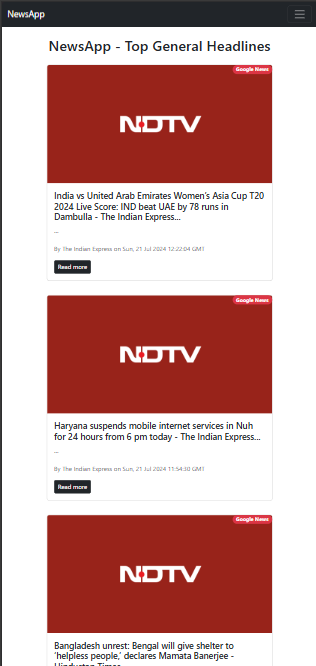 NewsApp
NewsApp - Top General Headlines
Google News
NDTV
India vs United Arab Emirates Women's Asia Cup T20
2024 Live Score: IND beat UAE by 78 runs in
Dambulla - The Indian Express...
...
By The Indian Express on Sun, 21 Jul 2024 12:22:04 GMT
Read more
Google News
NDTV
Haryana suspends mobile internet services in Nuh
for 24 hours from 6 pm today - The Indian Express...
...
By The Indian Express on Sun, 21 Jul 2024 11:54:30 GMT
Read more
Google News
NDTV
Bangladesh unrest: Bengal will give shelter to
'helpless people,' declares Mamata Banerjee -
Hindustan Times